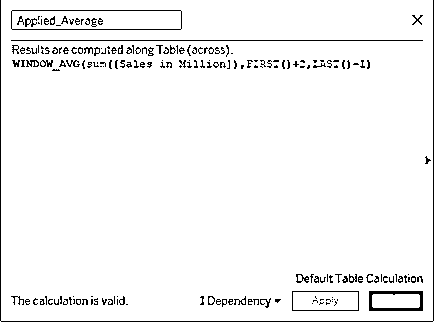 Applied_Average
Results are computed along Table (across).
WINDOW_AVG(sum([Sales in Million]),FIRST()+2,LAST()-1)
Default Table Calculation
The calculation is valid.
1 Dependency
Apply